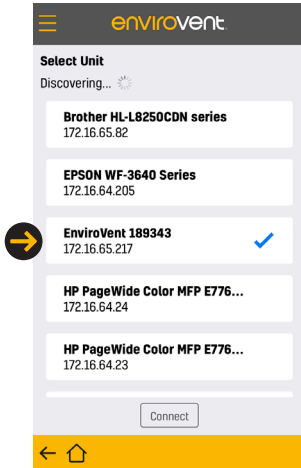 envirovent
Select Unit
Discovering...
Brother HL-L8250CDN series
172.16.65.82
EPSON WF-3640 Series
172.16.64.205
EnviroVent 189343
172.16.65.217
HP PageWide Color MFP E776...
172.16.64.24
HP PageWide Color MFP E776...
172.16.64.23
Connect